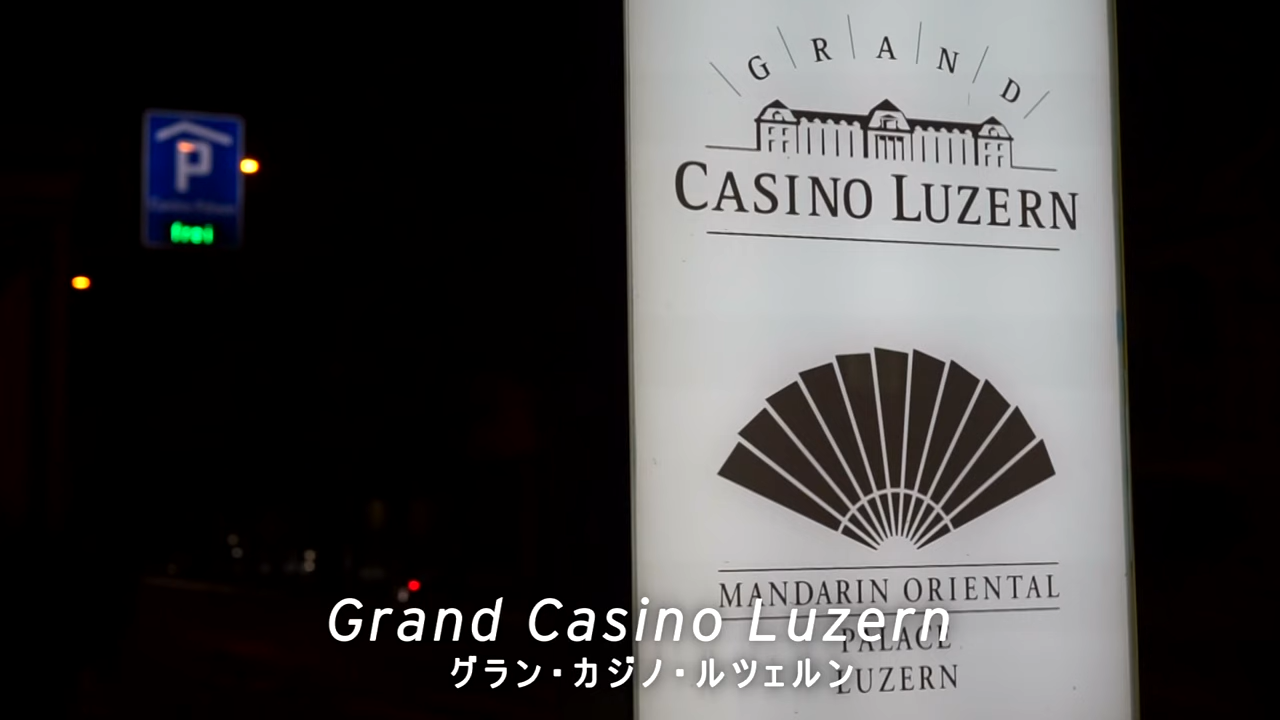 P
frei
GRAND
CASINO LUZERN
MANDARIN ORIENTAL
PALACE
LUZERN
Grand Casino Luzern
グラン・カジノ・ルツェルン